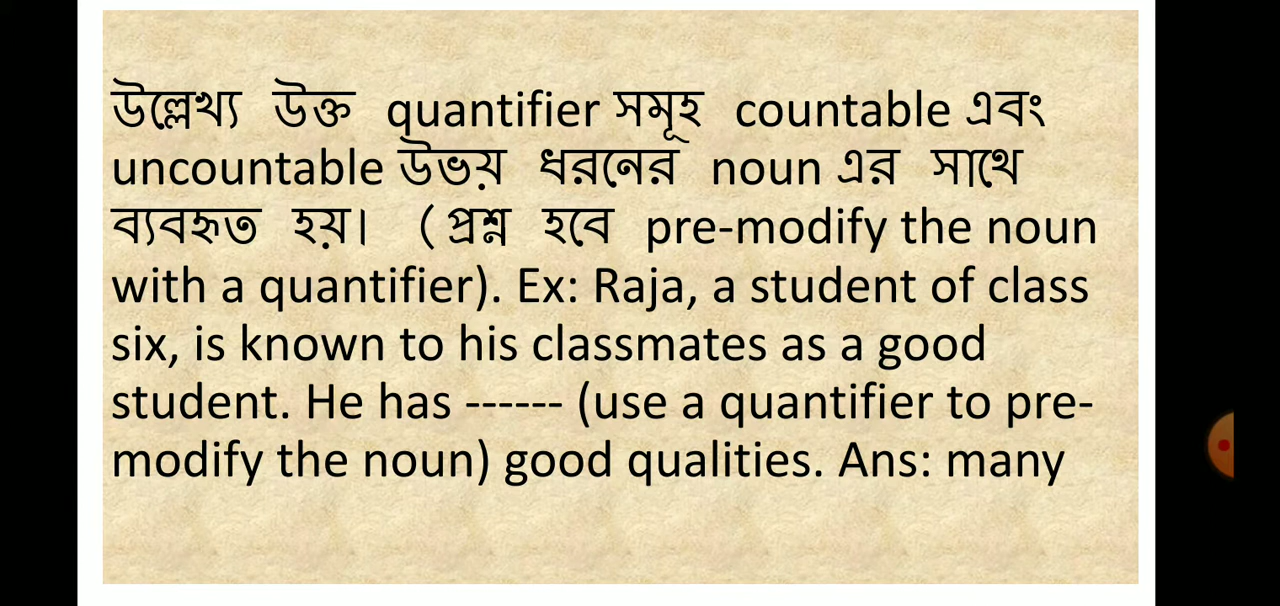 উল্লেখ্য উক্ত quantifier সমূহ countable এবং
uncountable উভয় ধরনের noun এর সাথে
ব্যবহৃত হয়। (প্রশ্ন হবে pre-modify the noun
with a quantifier). Ex: Raja, a student of class
six, is known to his classmates as a good
student. He has ------ (use a quantifier to pre-
modify the noun) good qualities. Ans: many